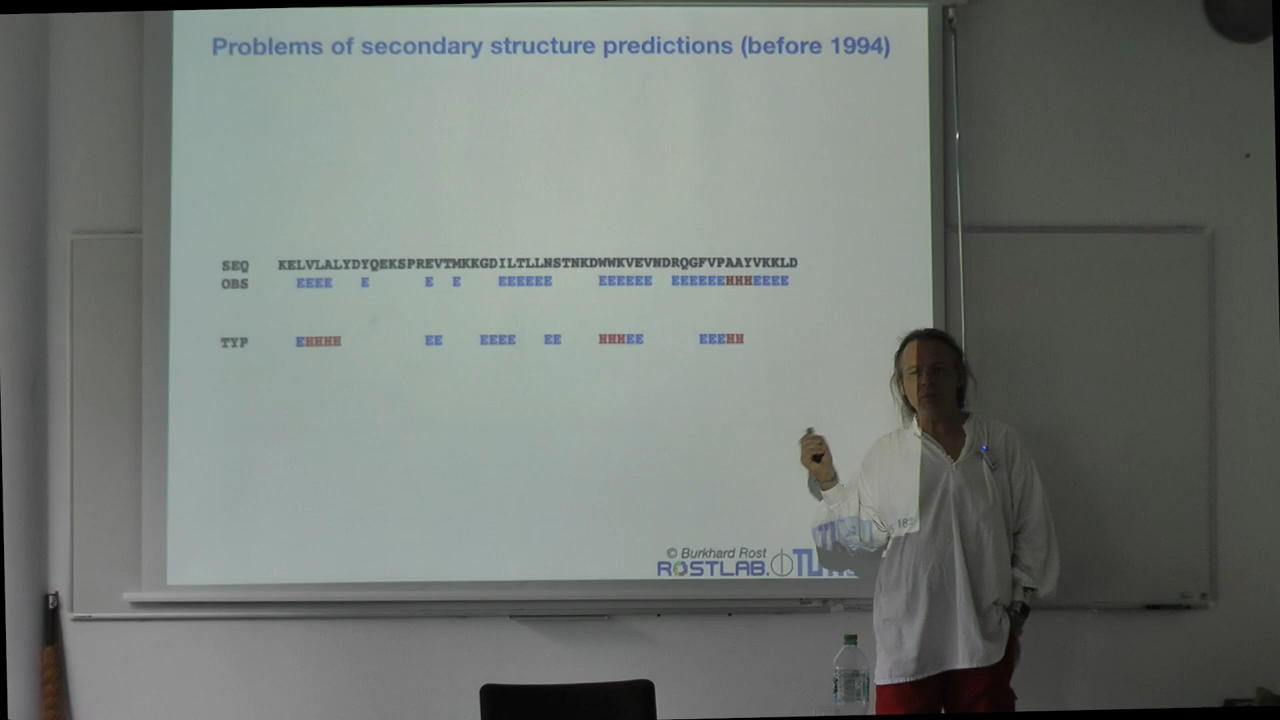 Problems of secondary structure predictions (before 1994)
SEQ KELVLALYDYQEKSPREVTMKKGDILTLLNSTNKDWWKVEVNDRQGFVPAAYVKKLD
OBS EEEE E E E EEEEEE EEEEEE EEEEEEHHHEEEE
TYP EHHHH EE EEEE EE HHHEE EEEHH
© Burkhard Rost
ROSTLAB.